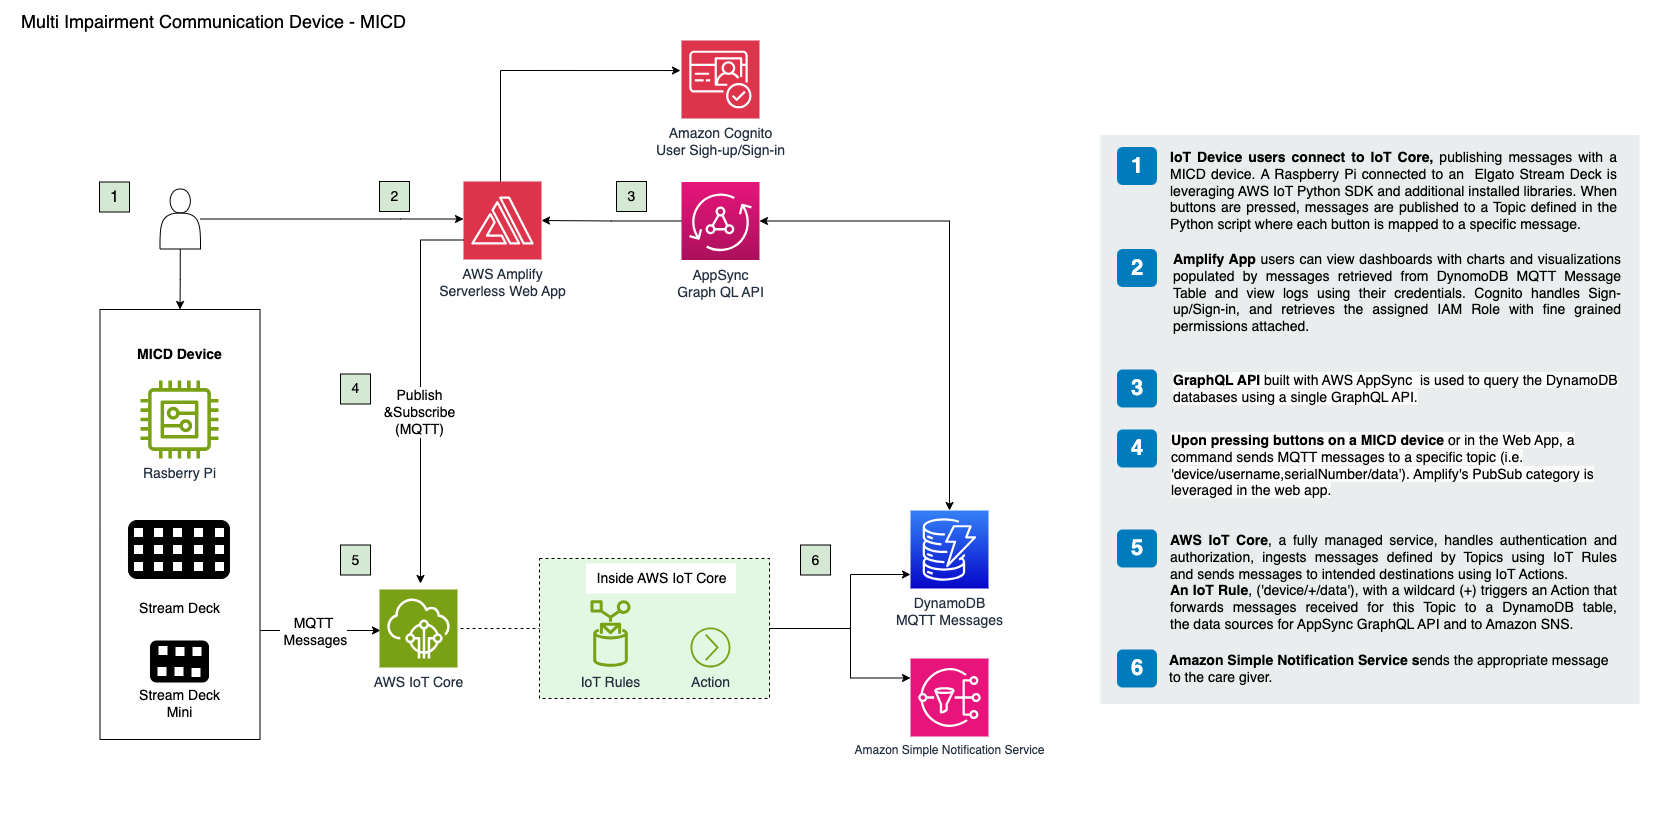 Multi Impairment Communication Device - MICD
Amazon Cognito
User Sigh-up/Sign-in
1
2
3
AWS Amplify
Serverless Web App
AppSync
Graph QL API
MICD Device
Rasberry Pi
Stream Deck
Stream Deck
Mini
4
Publish
&Subscribe
(MQTT)
5
MQTT
Messages
AWS IoT Core
Inside AWS IoT Core
IoT Rules
Action
6
DynamoDB
MQTT Messages
Amazon Simple Notification Service
1
IoT Device users connect to IoT Core, publishing messages with a
MICD device. A Raspberry Pi connected to an Elgato Stream Deck is
leveraging AWS IoT Python SDK and additional installed libraries. When
buttons are pressed, messages are published to a Topic defined in the
Python script where each button is mapped to a specific message.
2
Amplify App users can view dashboards with charts and visualizations
populated by messages retrieved from DynomoDB MQTT Message
Table and view logs using their credentials. Cognito handles Sign-
up/Sign-in, and retrieves the assigned IAM Role with fine grained
permissions attached.
3
GraphQL API built with AWS AppSync is used to query the DynamoDB
databases using a single GraphQL API.
4
Upon pressing buttons on a MICD device or in the Web App, a
command sends MQTT messages to a specific topic (i.e.
'device/username,serialNumber/data'). Amplify's PubSub category is
leveraged in the web app.
5
AWS IoT Core, a fully managed service, handles authentication and
authorization, ingests messages defined by Topics using IoT Rules
and sends messages to intended destinations using IoT Actions.
An IoT Rule, ('device/+/data'), with a wildcard (+) triggers an Action that
forwards messages received for this Topic to a DynamoDB table,
the data sources for AppSync GraphQL API and to Amazon SNS.
6
Amazon Simple Notification Service sends the appropriate message
to the care giver.